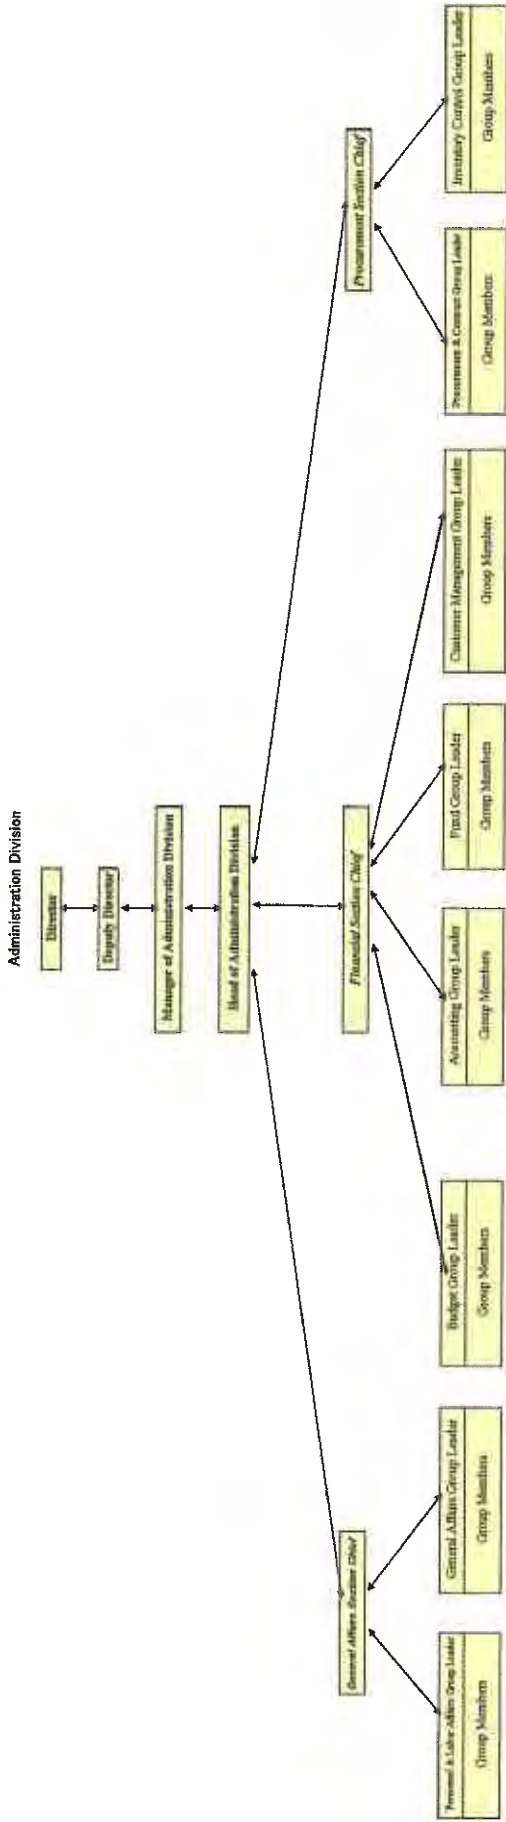 Administration Division
Director
Deputy Director
Manager of Administration Division
Head of Administration Division
General Affairs Section Chief
Financial Section Chief
Procurement Section Chief
Personnel & Labor Affairs Group Leader
Group Members
General Affairs Group Leader
Group Members
Budget Group Leader
Group Members
Accounting Group Leader
Group Members
Fund Group Leader
Group Members
Customer Management Group Leader
Group Members
Procurement & Contract Group Leader
Group Members
Inventory Control Group Leader
Group Members